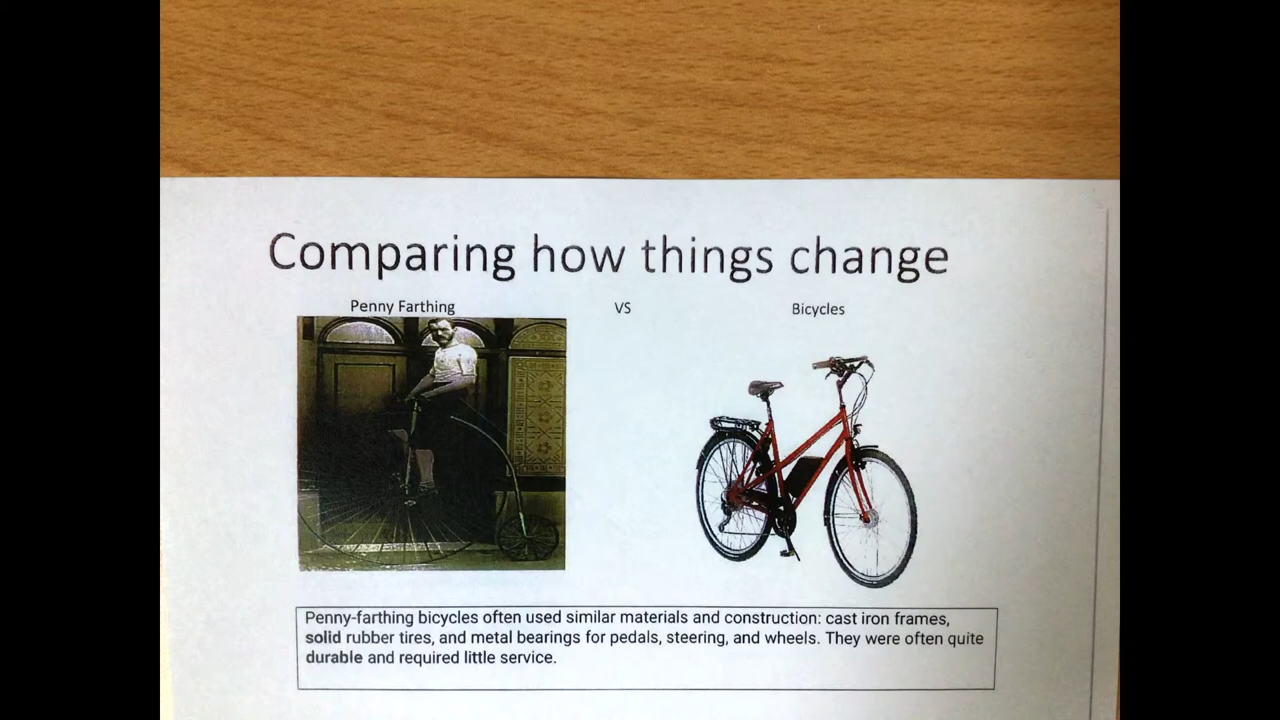 Comparing how things change
Penny Farthing VS Bicycles
Penny-farthing bicycles often used similar materials and construction: cast iron frames,
solid rubber tires, and metal bearings for pedals, steering, and wheels. They were often quite
durable and required little service.